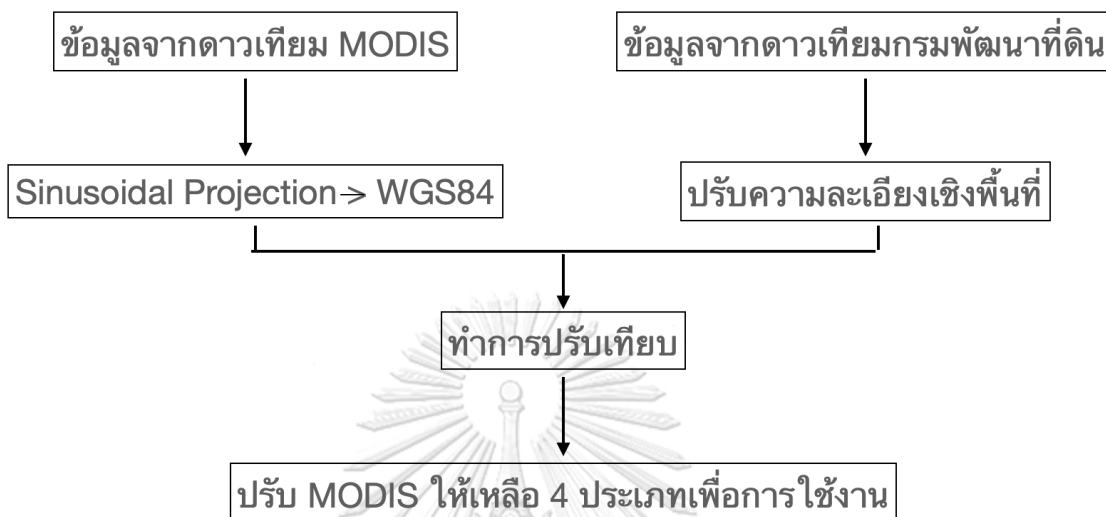 ข้อมูลจากดาวเทียม MODIS
ข้อมูลจากดาวเทียมกรมพัฒนาที่ดิน
Sinusoidal Projection→ WGS84
ปรับความละเอียงเชิงพื้นที่
ทำการปรับเทียบ
ปรับ MODIS ให้เหลือ 4 ประเภทเพื่อการใช้งาน